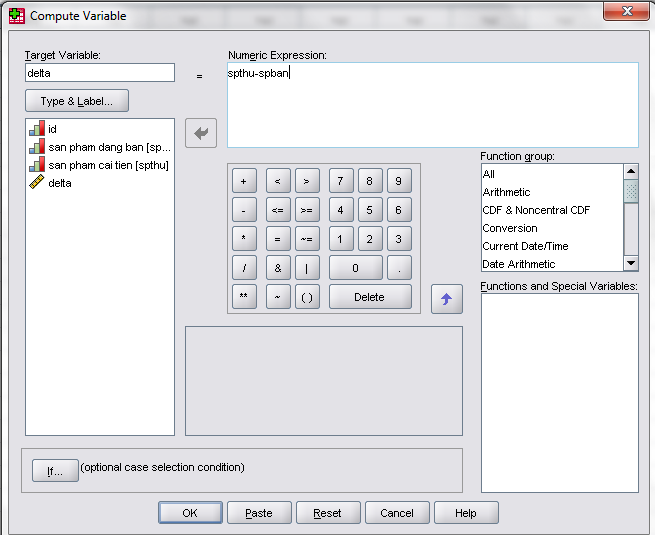 Compute Variable
Target Variable:
delta
=
Numeric Expression:
spthu-spban
Type & Label...
id
san pham dang ban [sp...
san pham cai tien [spthu]
delta
+ < > 7 8 9
- <= >= 4 5 6
* = ~= 1 2 3
/ & | 0 .
** ~ ( ) Delete
Function group:
All
Arithmetic
CDF & Noncentral CDF
Conversion
Current Date/Time
Date Arithmetic
Functions and Special Variables:
If... (optional case selection condition)
OK Paste Reset Cancel Help